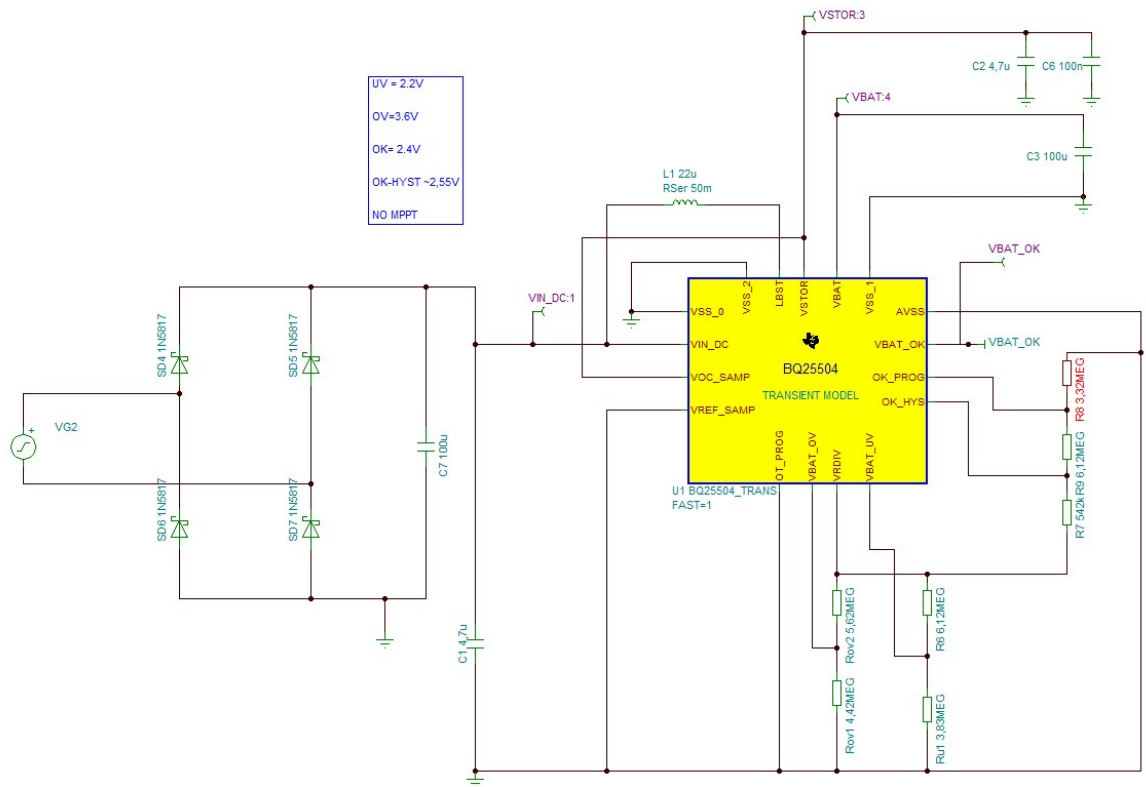 VSTOR:3
C2 4,7u
C6 100n
UV = 2.2V
OV=3.6V
OK= 2.4V
OK-HYST ~2,55V
NO MPPT
VBAT:4
C3 100u
L1 22u
RSer 50m
VBAT_OK
VIN_DC:1
VSS_2
LBST
VSTOR
VBAT
VSS_1
VSS_0
AVSS
VIN_DC
VBAT_OK
VBAT_OK
VOC_SAMP
BQ25504
OK_PROG
TRANSIENT MODEL
VREF_SAMP
OK_HYS
OT_PROG
VBAT_OV
VRDIV
VBAT_UV
U1 BQ25504_TRANS
FAST=1
SD4 1N5817
SD5 1N5817
VG2
+
C7 100u
SD6 1N5817
SD7 1N5817
R8 3,32MEG
R9 6,12MEG
R7 542k
C1 4,7u
Rov2 5,62MEG
R6 6,12MEG
Rov1 4,42MEG
Ru1 3,83MEG